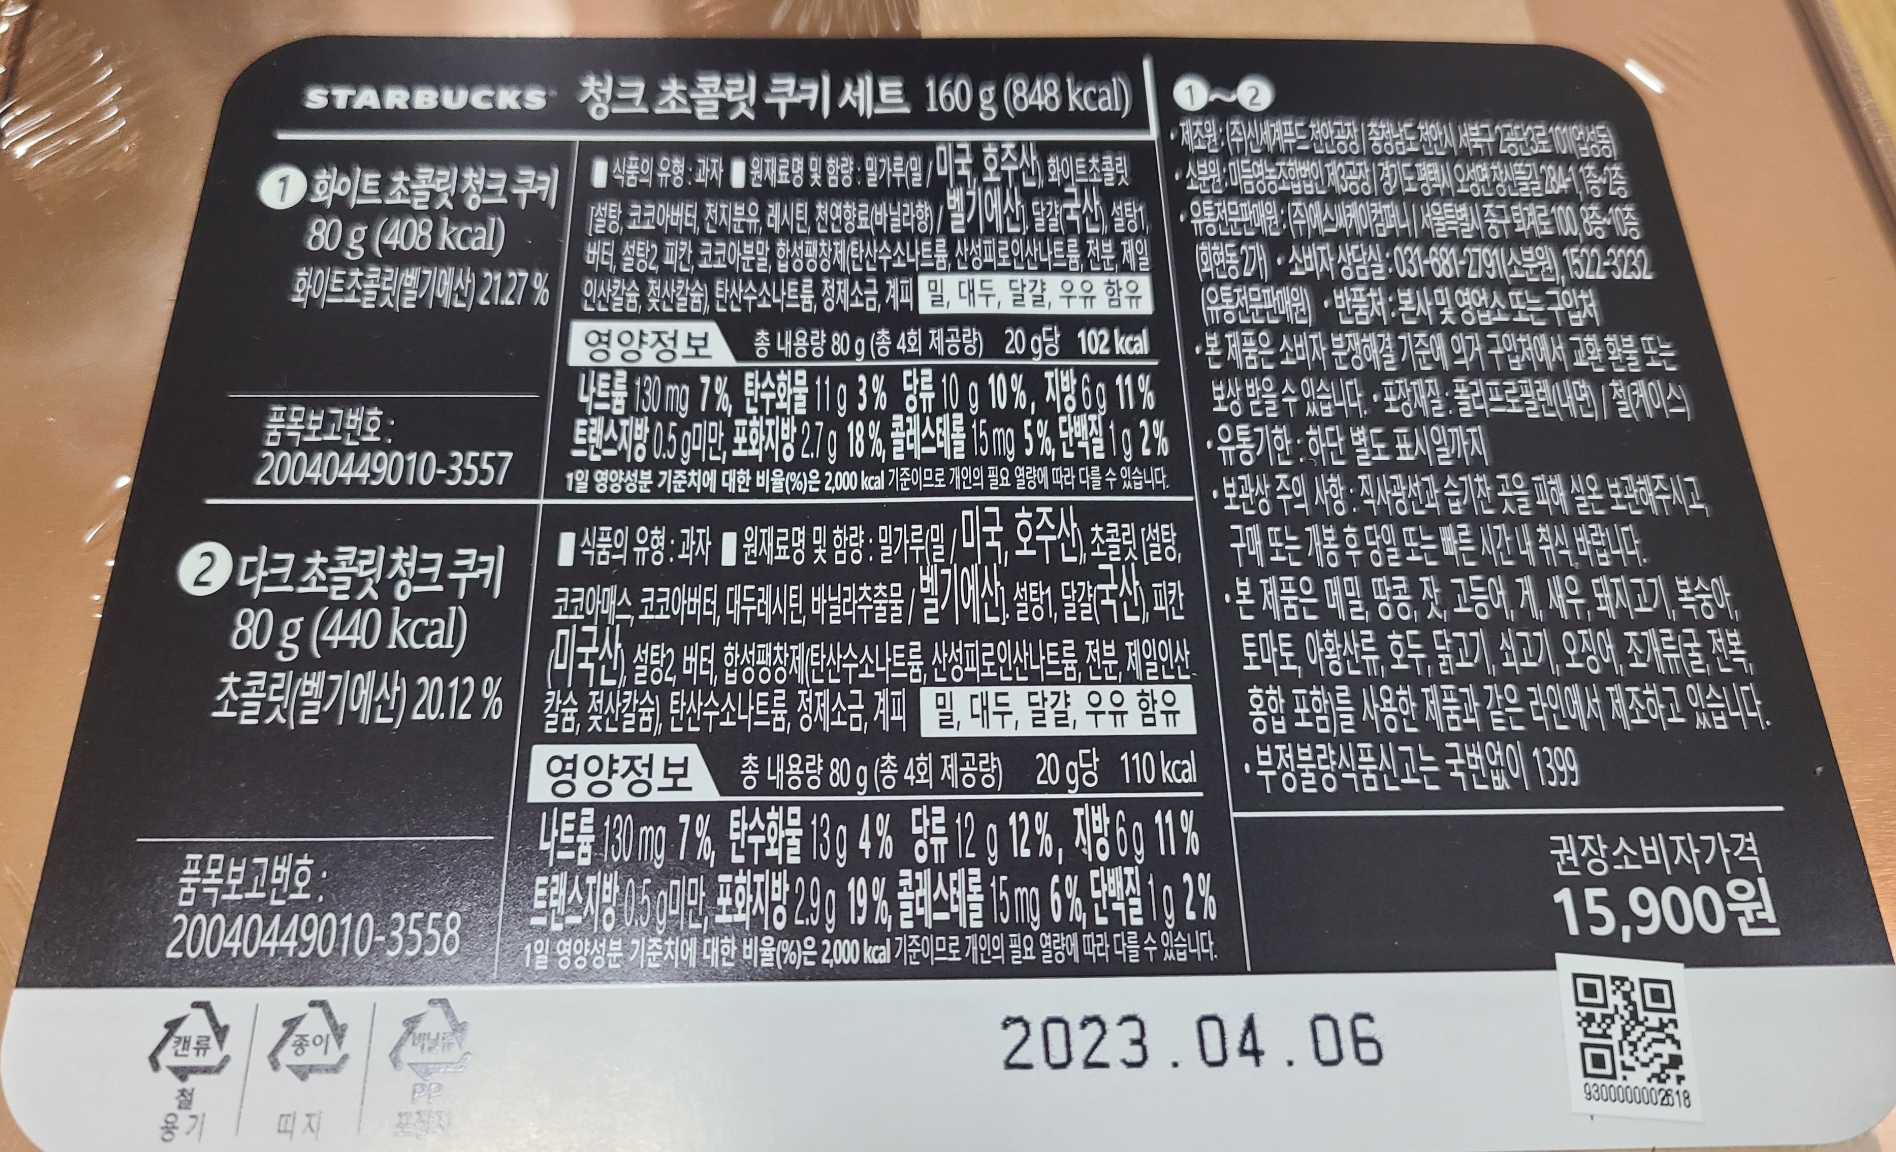 STARBUCKS 청크 초콜릿 쿠키 세트 160 g (848 kcal)
1 화이트 초콜릿 청크 쿠키
80 g (408 kcal)
화이트초콜릿(벨기에산) 21.27 %
품목보고번호 :
20040449010-3557
식품의 유형 : 과자 원재료명 및 함량 : 밀가루(밀 / 미국, 호주산), 화이트초콜릿
[설탕, 코코아버터, 전지분유, 레시틴, 천연향료(바닐라향) / 벨기에산], 달걀(국산), 설탕1,
버터, 설탕2, 피칸, 코코아분말, 합성팽창제(탄산수소나트륨, 산성피로인산나트륨, 전분, 제일
인산칼슘, 젖산칼슘), 탄산수소나트륨, 정제소금, 계피 밀, 대두, 달걀, 우유 함유
영양정보 총 내용량 80 g (총 4회 제공량) 20 g당 102 kcal
나트륨 130 mg 7 %, 탄수화물 11 g 3 % 당류 10 g 10 %, 지방 6 g 11 %
트랜스지방 0.5 g미만, 포화지방 2.7 g 18 %, 콜레스테롤 15 mg 5 %, 단백질 1 g 2 %
1일 영양성분 기준치에 대한 비율(%)은 2,000 kcal 기준이므로 개인의 필요 열량에 따라 다를 수 있습니다.
2 다크 초콜릿 청크 쿠키
80 g (440 kcal)
초콜릿(벨기에산) 20.12 %
품목보고번호 :
20040449010-3558
식품의 유형 : 과자 원재료명 및 함량 : 밀가루(밀 / 미국, 호주산), 초콜릿 [설탕,
코코아매스, 코코아버터, 대두레시틴, 바닐라추출물 / 벨기에산], 설탕1, 달걀(국산), 피칸
(미국산), 설탕2, 버터, 합성팽창제(탄산수소나트륨, 산성피로인산나트륨, 전분, 제일인산
칼슘, 젖산칼슘), 탄산수소나트륨, 정제소금, 계피 밀, 대두, 달걀, 우유 함유
영양정보 총 내용량 80 g (총 4회 제공량) 20 g당 110 kcal
나트륨 130 mg 7 %, 탄수화물 13 g 4 % 당류 12 g 12 %, 지방 6 g 11 %
트랜스지방 0.5 g미만, 포화지방 2.9 g 19 %, 콜레스테롤 15 mg 6 %, 단백질 1 g 2 %
1일 영양성분 기준치에 대한 비율(%)은 2,000 kcal 기준이므로 개인의 필요 열량에 따라 다를 수 있습니다.
1~2
· 제조원 : (주)신세계푸드 천안공장 / 충청남도 천안시 서북구 2공단3로 101(업성동)
· 소분원 : 미듬영농조합법인 제3공장 / 경기도 평택시 오성면 창신뜰길 284-1, 1층~2층
· 유통전문판매원 : (주)에스씨케이컴퍼니 / 서울특별시 중구 퇴계로 100, 8층~10층
(회현동 2가) · 소비자 상담실 : 031-681-2791(소분원), 1522-3232
(유통전문판매원) · 반품처 : 본사 및 영업소 또는 구입처
· 본 제품은 소비자 분쟁해결 기준에 의거 구입처에서 교환 환불 또는
보상 받을 수 있습니다. · 포장재질 : 폴리프로필렌(내면) / 철(케이스)
· 유통기한 : 하단 별도 표시일까지
· 보관상 주의 사항 : 직사광선과 습기찬 곳을 피해 실온 보관해주시고,
구매 또는 개봉 후 당일 또는 빠른 시간 내 취식 바랍니다.
· 본 제품은 메밀, 땅콩, 잣, 고등어, 게, 새우, 돼지고기, 복숭아,
토마토, 아황산류, 호두, 닭고기, 쇠고기, 오징어, 조개류(굴, 전복,
홍합 포함)를 사용한 제품과 같은 라인에서 제조하고 있습니다.
· 부정불량식품신고는 국번없이 1399
권장소비자가격
15,900원
캔류
철
용기
종이
띠지
비닐류
PP
포장지
2023.04.06
9300000002618